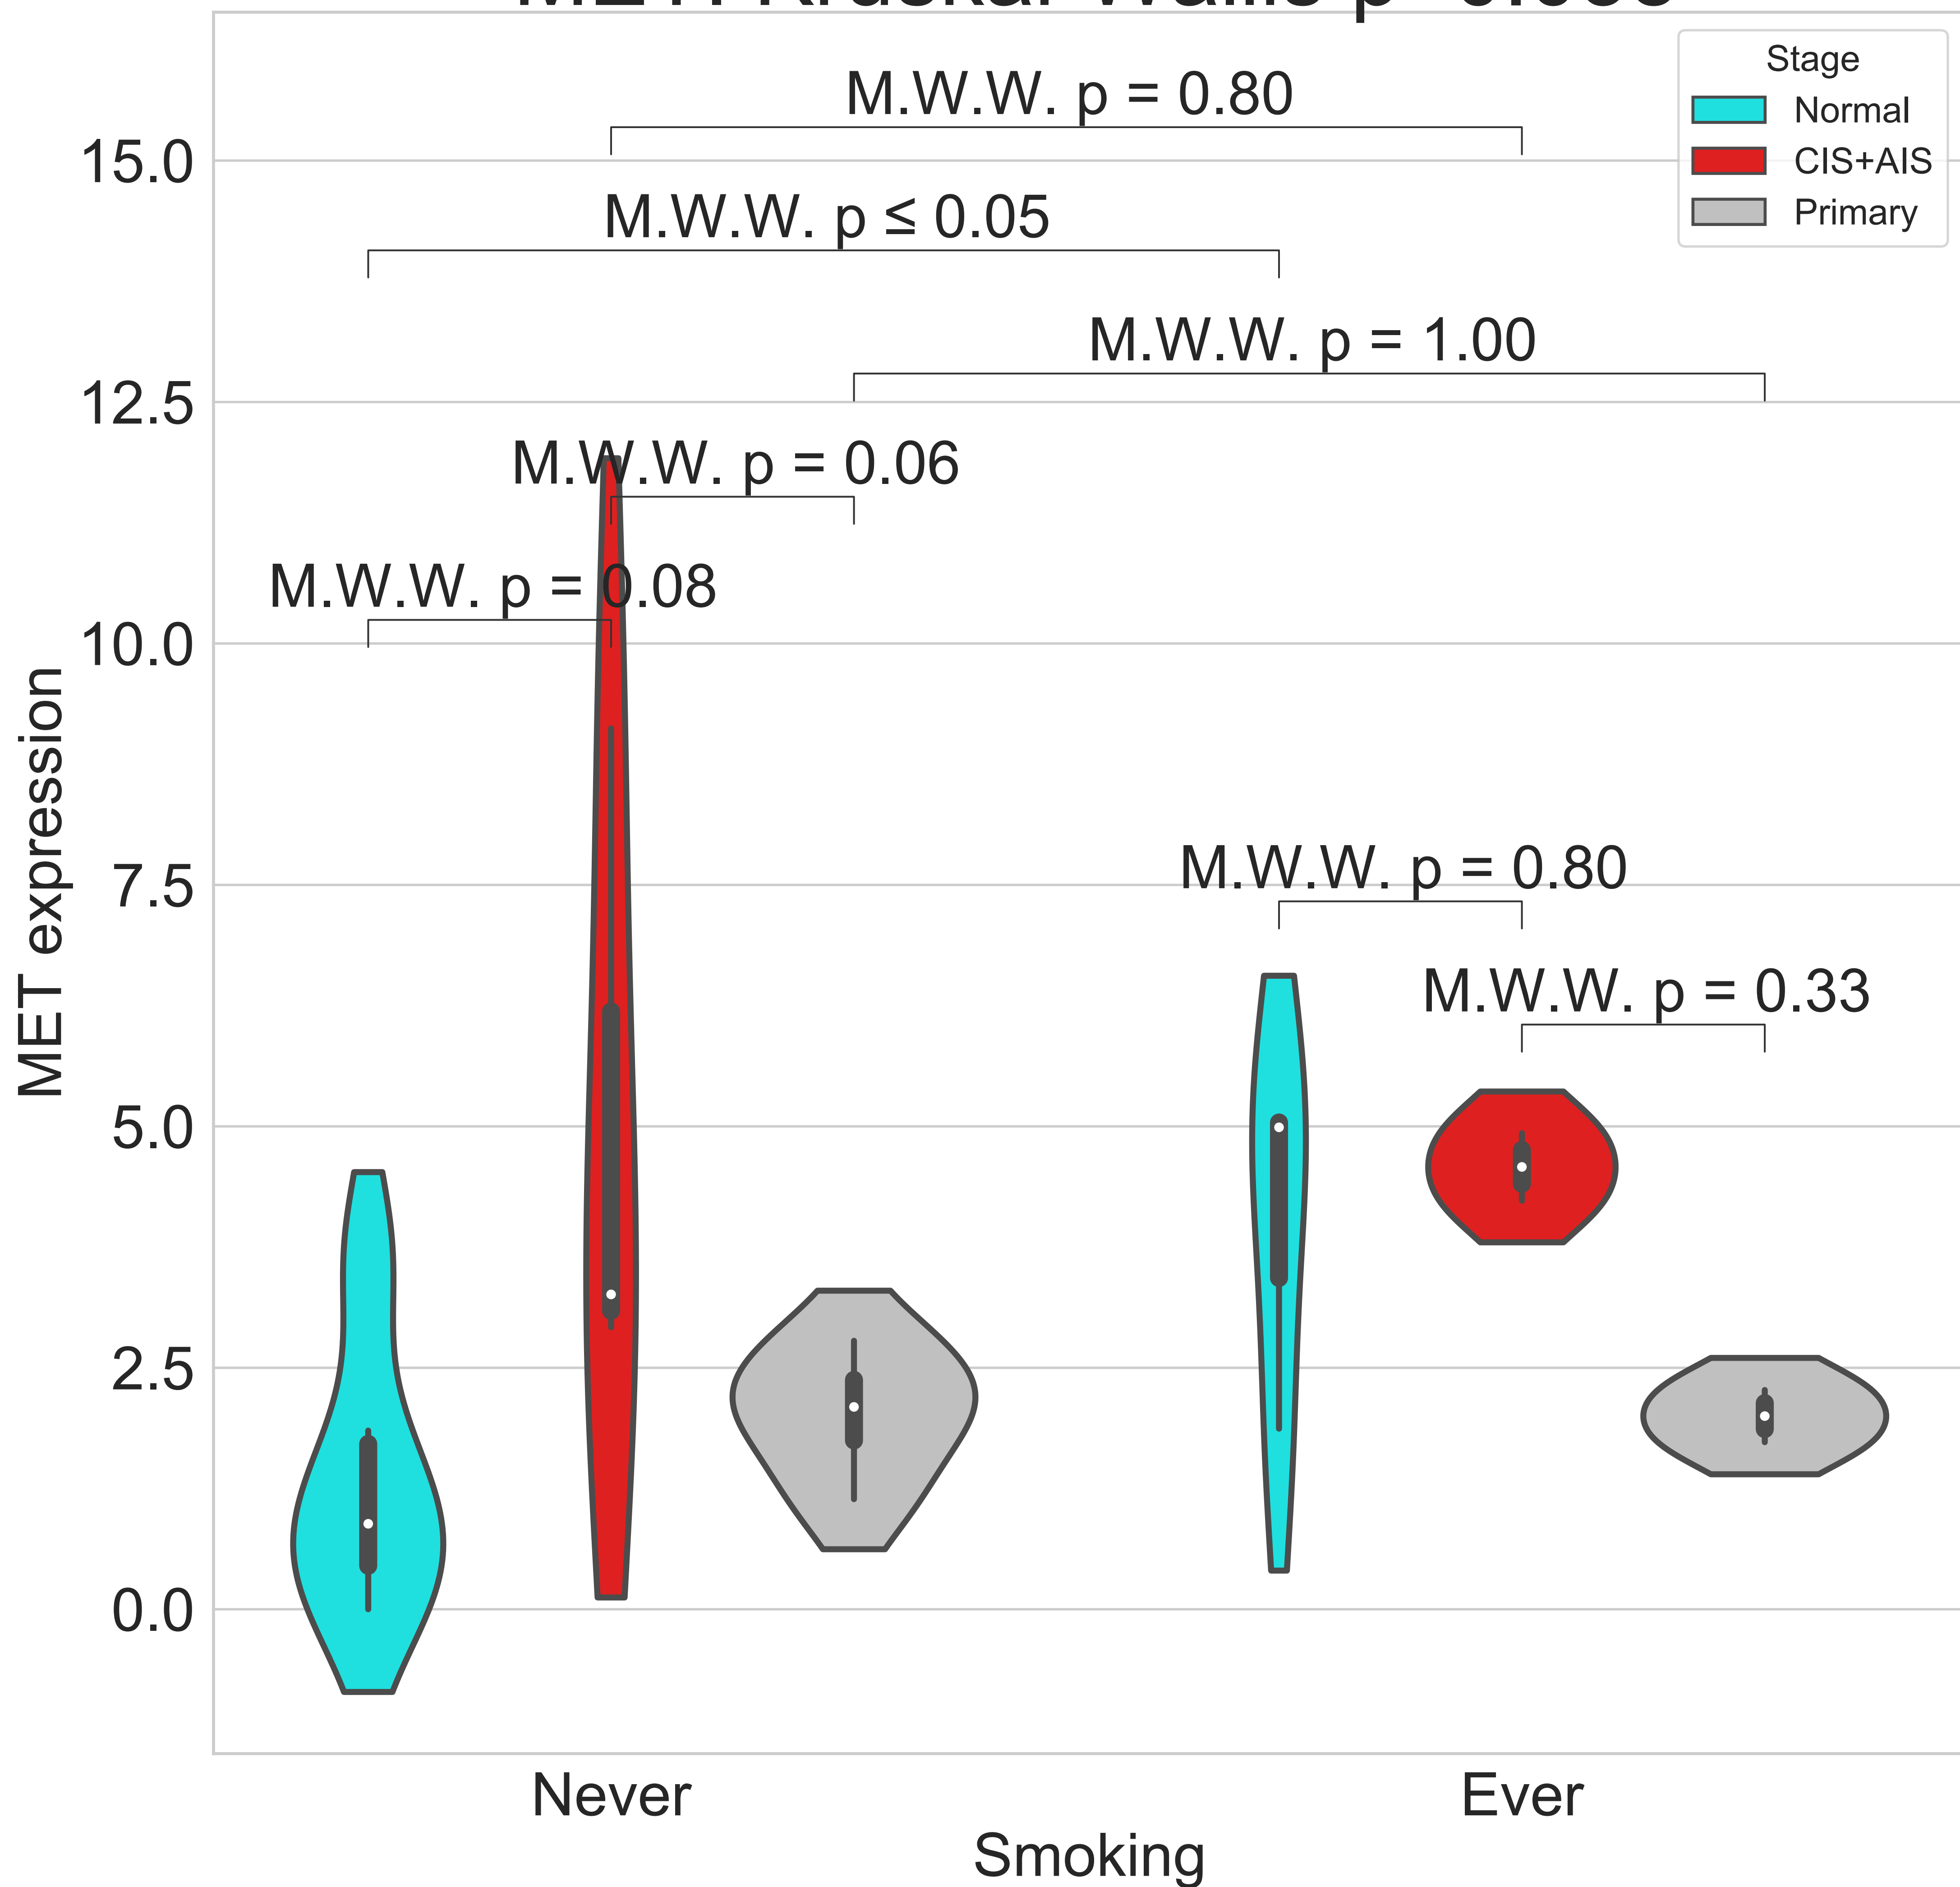 Stage
Normal
CIS+AIS
Primary
M.W.W. p = 0.80
M.W.W. p ≤ 0.05
M.W.W. p = 1.00
M.W.W. p = 0.06
M.W.W. p = 0.08
M.W.W. p = 0.80
M.W.W. p = 0.33
MET expression
15.0
12.5
10.0
7.5
5.0
2.5
0.0
Never
Ever
Smoking